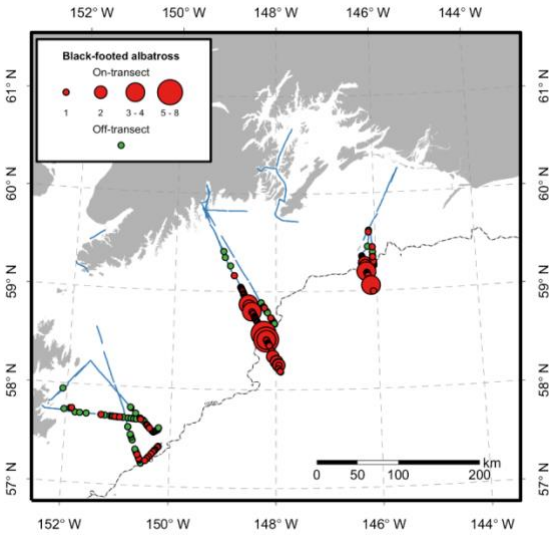 152° W 150° W 148° W 146° W 144° W
Black-footed albatross
On-transect
1 2 3 - 4 5 - 8
Off-transect
61° N
61° N
60° N
60° N
59° N
59° N
58° N
58° N
57° N
57° N
km
0 50 100 200
152° W 150° W 148° W 146° W 144° W